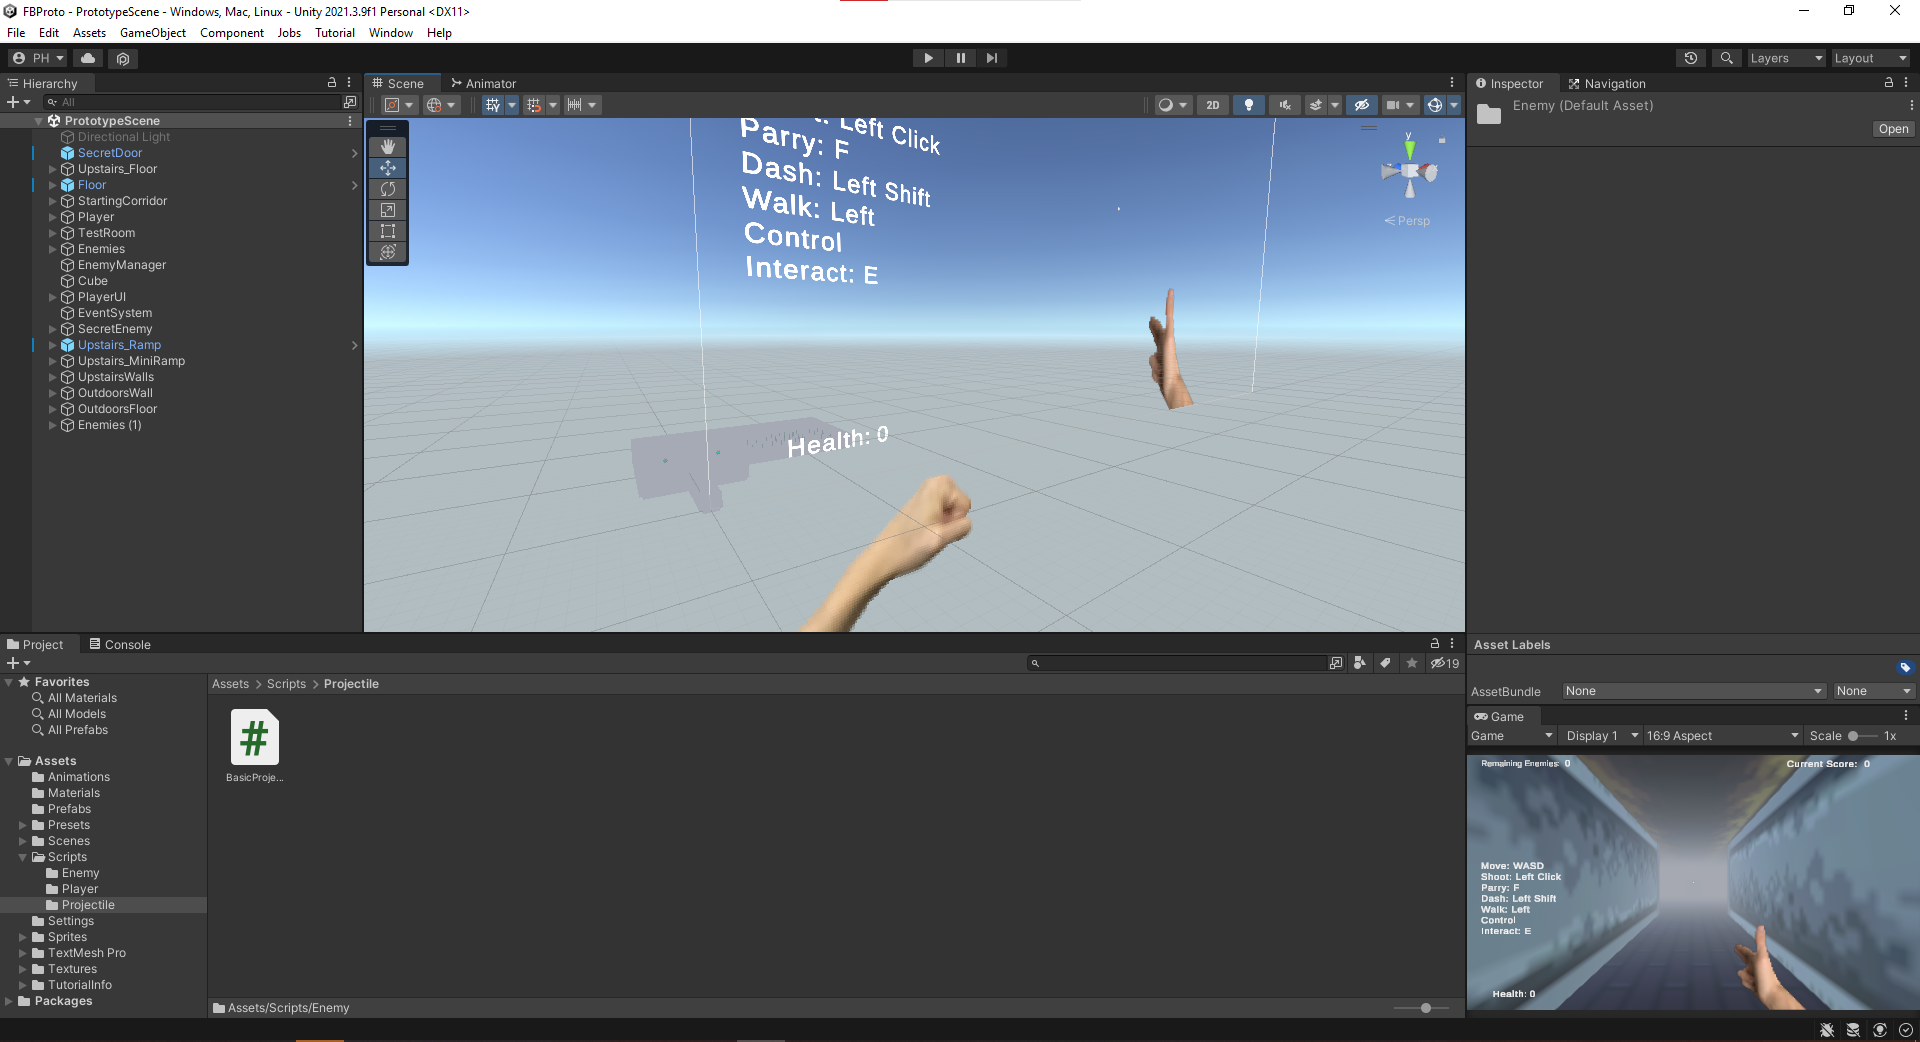 FBProto - PrototypeScene - Windows, Mac, Linux - Unity 2021.3.9f1 Personal <DX11>
File Edit Assets GameObject Component Jobs Tutorial Window Help
PH
Layers
Layout
Hierarchy
All
PrototypeScene
Directional Light
SecretDoor
Upstairs_Floor
Floor
StartingCorridor
Player
TestRoom
Enemies
EnemyManager
Cube
PlayerUI
EventSystem
SecretEnemy
Upstairs_Ramp
Upstairs_MiniRamp
UpstairsWalls
OutdoorsWall
OutdoorsFloor
Enemies (1)
Scene
Animator
2D
Left Click
Parry: F
Dash: Left Shift
Walk: Left
Control
Interact: E
Health: 0
y
Persp
Inspector
Navigation
Enemy (Default Asset)
Open
Project
Console
19
Favorites
All Materials
All Models
All Prefabs
Assets
Animations
Materials
Prefabs
Presets
Scenes
Scripts
Enemy
Player
Projectile
Settings
Sprites
TextMesh Pro
Textures
TutorialInfo
Packages
Assets > Scripts > Projectile
#
BasicProje...
Assets/Scripts/Enemy
Asset Labels
AssetBundle
None
None
Game
Game
Display 1
16:9 Aspect
Scale
1x
Remaining Enemies: 0
Current Score: 0
Move: WASD
Shoot: Left Click
Parry: F
Dash: Left Shift
Walk: Left
Control
Interact: E
Health: 0